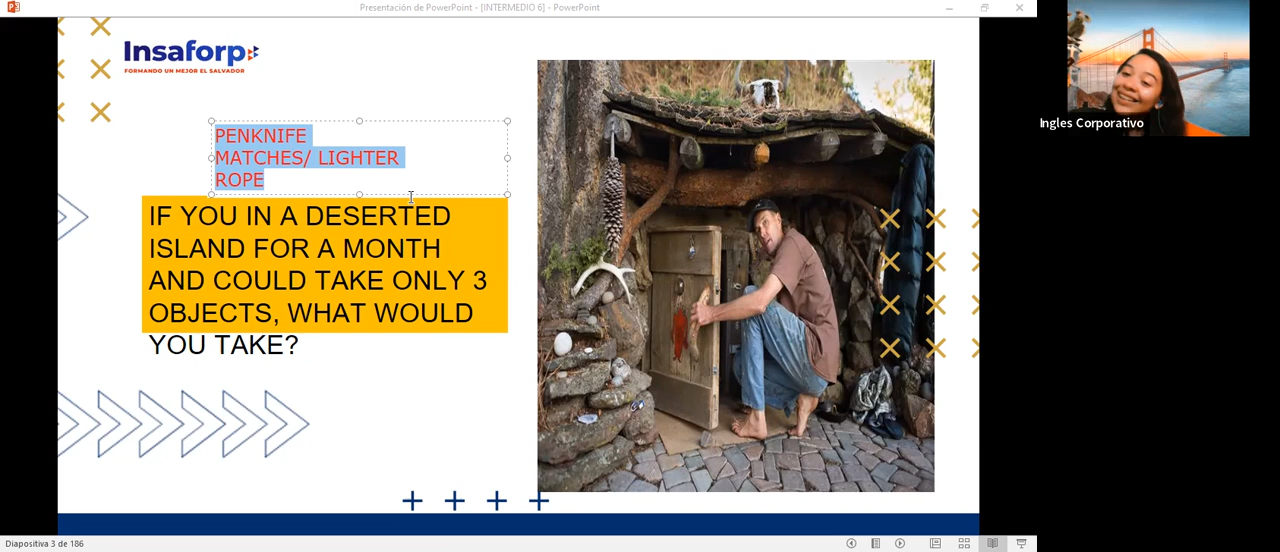 Presentación de PowerPoint - [INTERMEDIO 6] - PowerPoint
Insaforp
FORMANDO UN MEJOR EL SALVADOR
PENKNIFE
MATCHES/ LIGHTER
ROPE
IF YOU IN A DESERTED
ISLAND FOR A MONTH
AND COULD TAKE ONLY 3
OBJECTS, WHAT WOULD
YOU TAKE?
Ingles Corporativo
Diapositiva 3 de 186